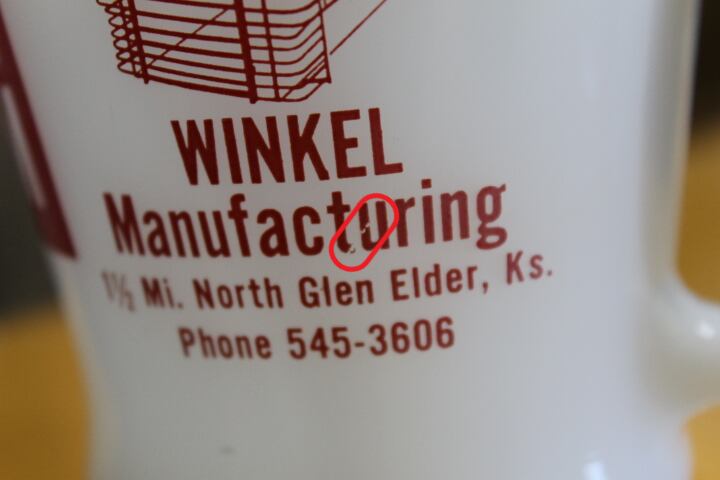 WINKEL
Manufacturing
1½ Mi. North Glen Elder, Ks.
Phone 545-3606